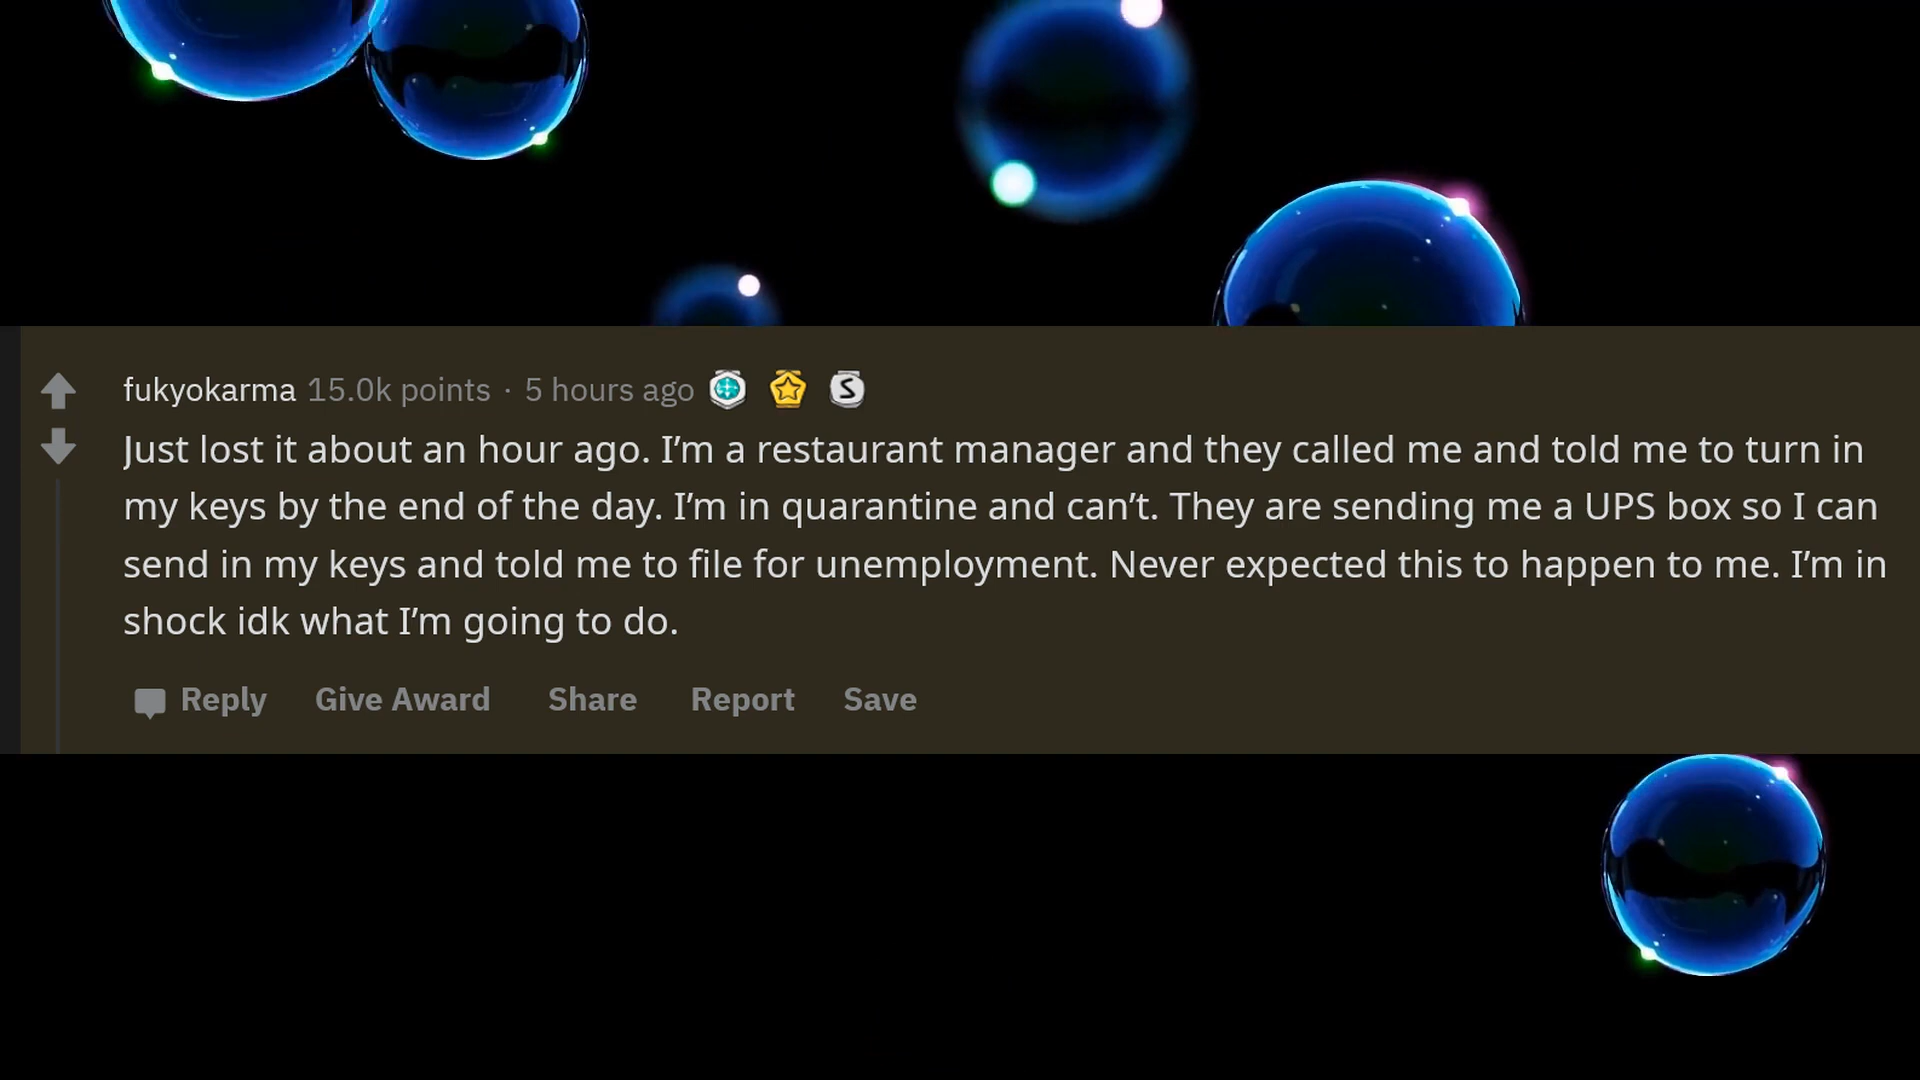 fukyokarma 15.0k points · 5 hours ago
Just lost it about an hour ago. I’m a restaurant manager and they called me and told me to turn in
my keys by the end of the day. I’m in quarantine and can’t. They are sending me a UPS box so I can
send in my keys and told me to file for unemployment. Never expected this to happen to me. I’m in
shock idk what I’m going to do.
Reply Give Award Share Report Save